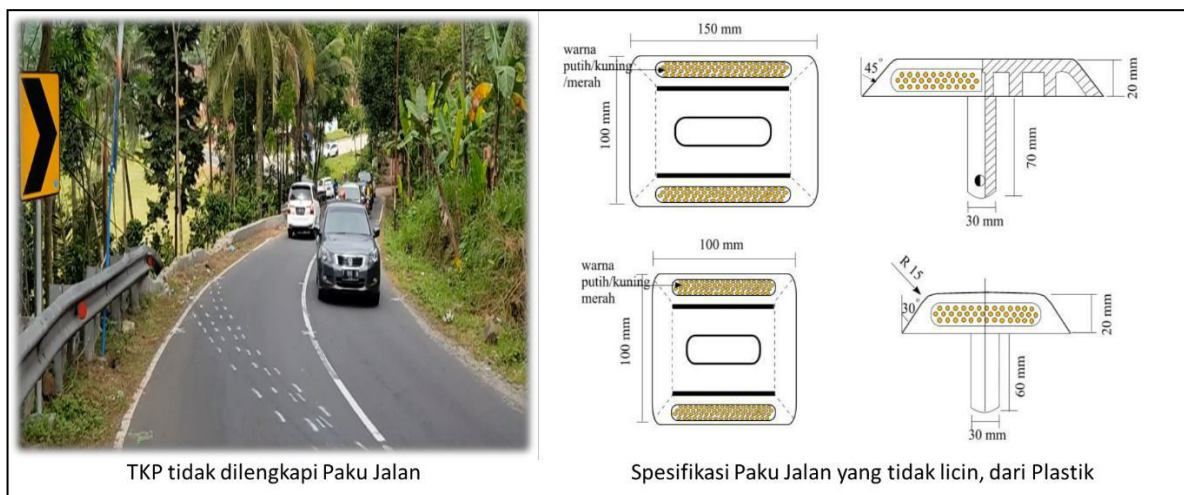 150 mm
warna
putih/kuning
/merah
100 mm
45°
20 mm
70 mm
30 mm
100 mm
warna
putih/kuning
merah
100 mm
R 15
30°
20 mm
60 mm
30 mm
TKP tidak dilengkapi Paku Jalan
Spesifikasi Paku Jalan yang tidak licin, dari Plastik